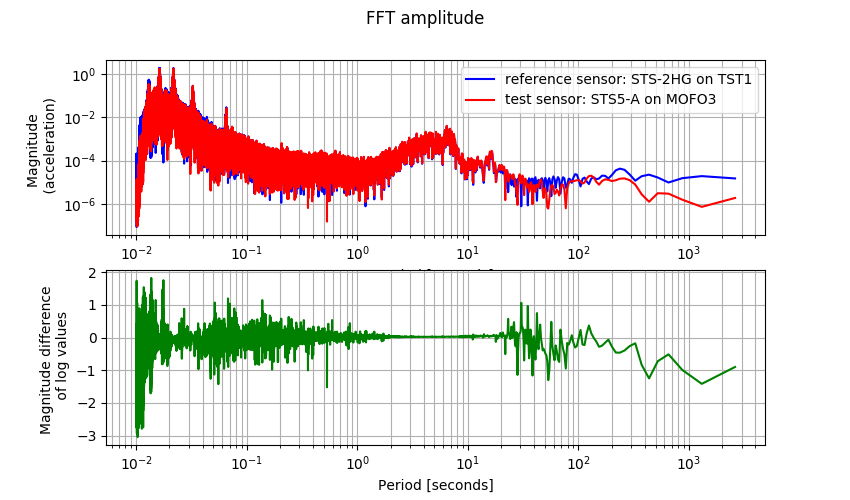 FFT amplitude
Magnitude
(acceleration)
10⁰
10⁻²
10⁻⁴
10⁻⁶
reference sensor: STS-2HG on TST1
test sensor: STS5-A on MOFO3
10⁻² 10⁻¹ 10⁰ 10¹ 10² 10³
Magnitude difference
of log values
2
1
0
−1
−2
−3
10⁻² 10⁻¹ 10⁰ 10¹ 10² 10³
Period [seconds]